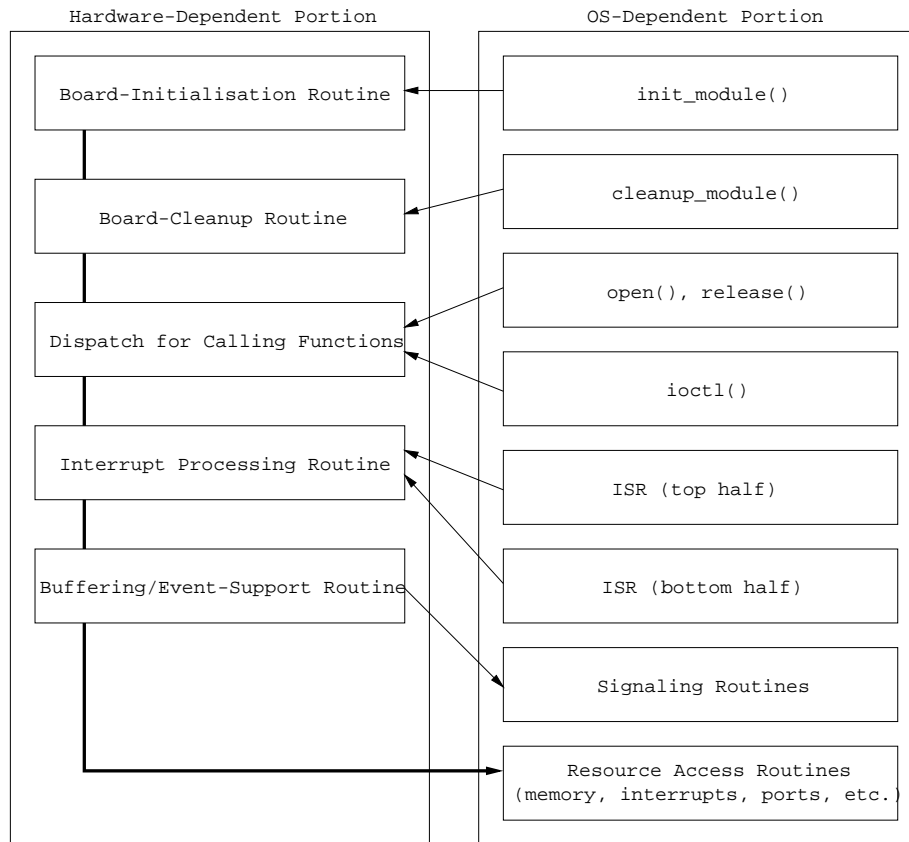 Hardware-Dependent Portion
OS-Dependent Portion
Board-Initialisation Routine
init_module()
Board-Cleanup Routine
cleanup_module()
Dispatch for Calling Functions
open(), release()
ioctl()
Interrupt Processing Routine
ISR (top half)
Buffering/Event-Support Routine
ISR (bottom half)
Signaling Routines
Resource Access Routines
(memory, interrupts, ports, etc.)